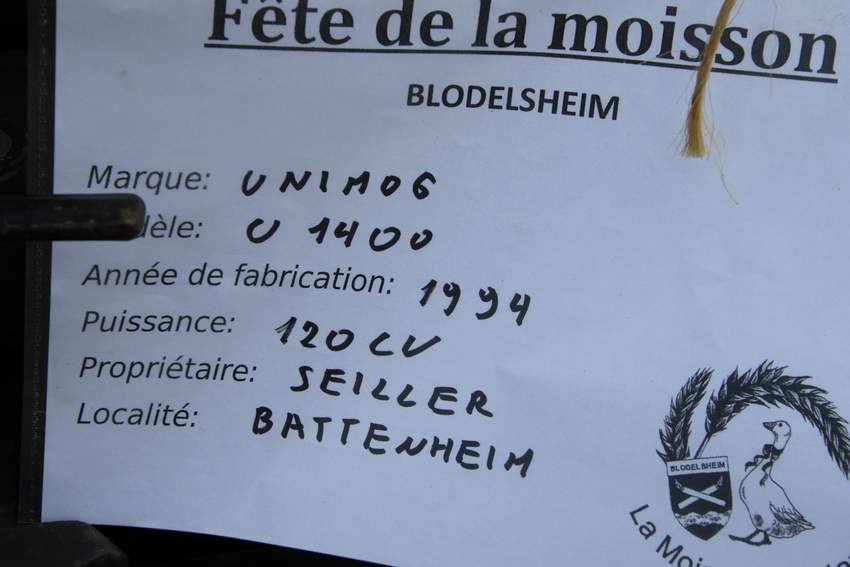 Fête de la moisson
BLODELSHEIM
Marque: UNIMOG
dèle: U 1400
Année de fabrication: 1994
Puissance: 120 CV
Propriétaire: SEILLER
Localité: BATTENHEIM
BLODELSHEIM
La Moi